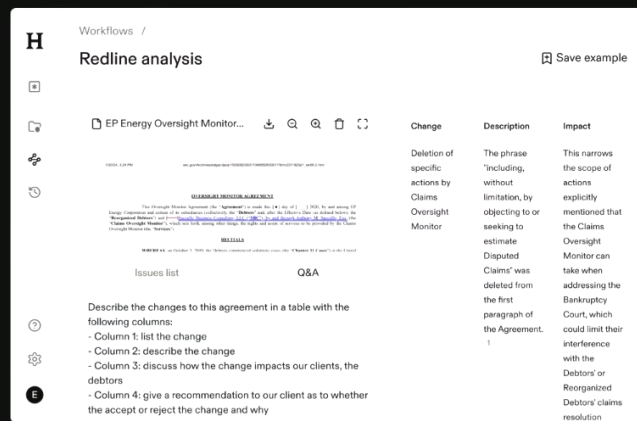 H
Workflows /
Redline analysis
Save example
EP Energy Oversight Monitor...
OVERSIGHT MONITOR AGREEMENT
RECITALS
Issues list
Q&A
Describe the changes to this agreement in a table with the
following columns:
- Column 1: list the change
- Column 2: describe the change
- Column 3: discuss how the change impacts our clients, the
debtors
- Column 4: give a recommendation to our client as to whether
the accept or reject the change and why
E
Change
Deletion of
specific
actions by
Claims
Oversight
Monitor
Description
The phrase
"including,
without
limitation, by
objecting to or
seeking to
estimate
Disputed
Claims" was
deleted from
the first
paragraph of
the Agreement.
1
Impact
This narrows
the scope of
actions
explicitly
mentioned that
the Claims
Oversight
Monitor can
take when
addressing the
Bankruptcy
Court, which
could limit their
interference
with the
Debtors' or
Reorganized
Debtors' claims
resolution